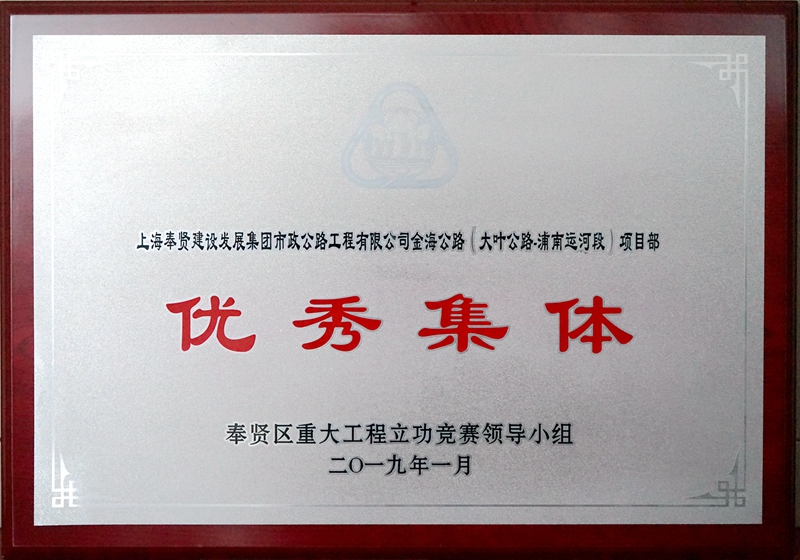 上海奉贤建设发展集团市政公路工程有限公司金海公路（大叶公路-浦南运河段）项目部
优秀集体
奉贤区重大工程立功竞赛领导小组
二〇一九年一月